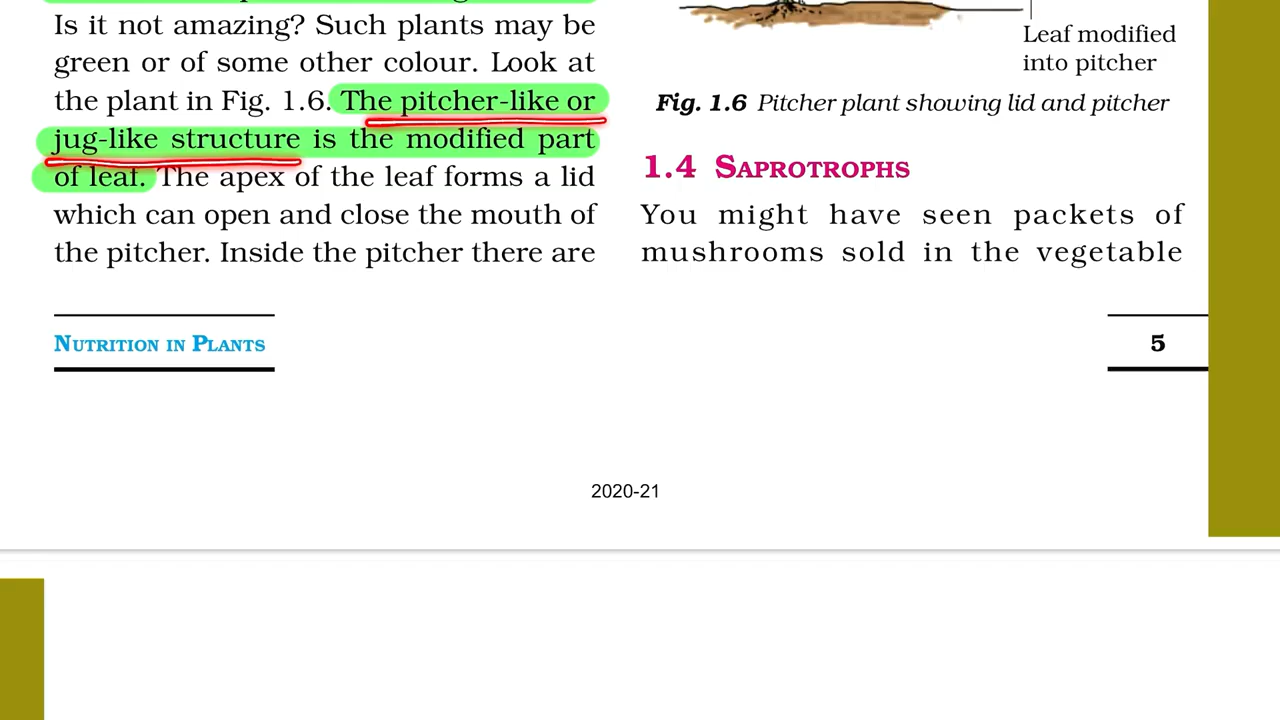 Is it not amazing? Such plants may be
green or of some other colour. Look at
the plant in Fig. 1.6. The pitcher-like or
jug-like structure is the modified part
of leaf. The apex of the leaf forms a lid
which can open and close the mouth of
the pitcher. Inside the pitcher there are
Leaf modified
into pitcher
Fig. 1.6 Pitcher plant showing lid and pitcher
1.4 SAPROTROPHS
You might have seen packets of
mushrooms sold in the vegetable
NUTRITION IN PLANTS
5
2020-21